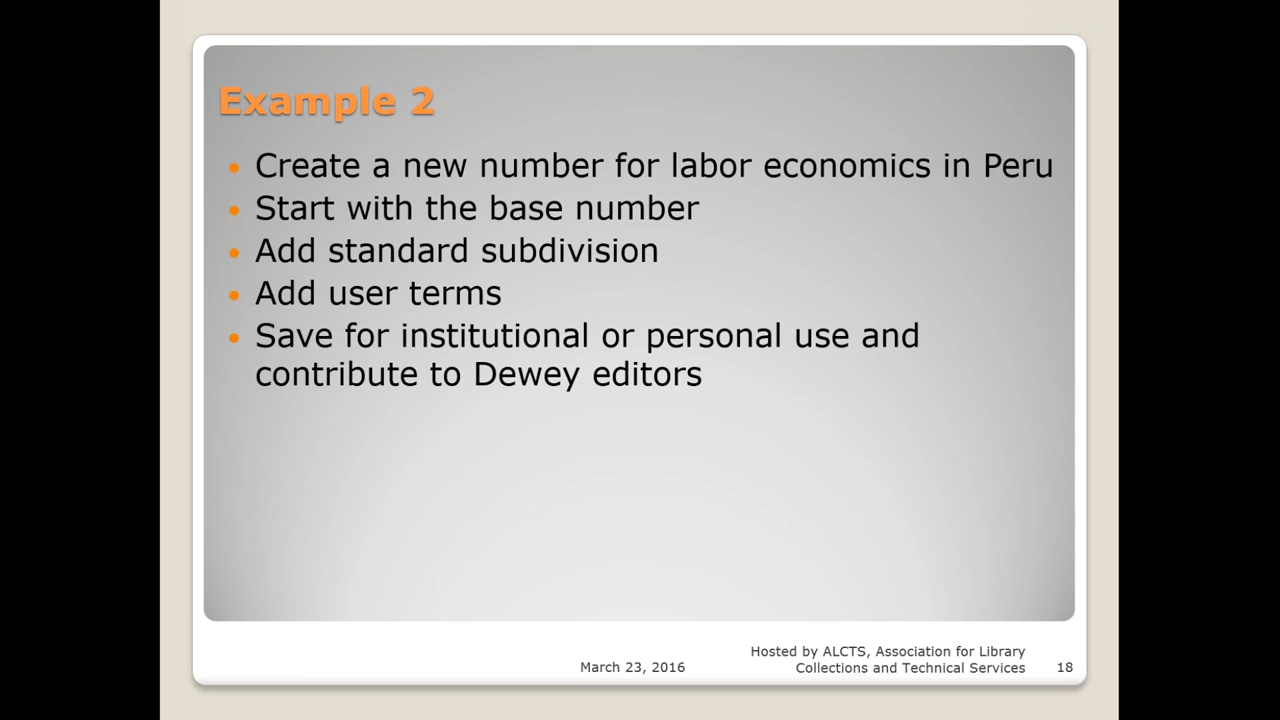 Example 2
• Create a new number for labor economics in Peru
• Start with the base number
• Add standard subdivision
• Add user terms
• Save for institutional or personal use and
contribute to Dewey editors
March 23, 2016
Hosted by ALCTS, Association for Library
Collections and Technical Services
18